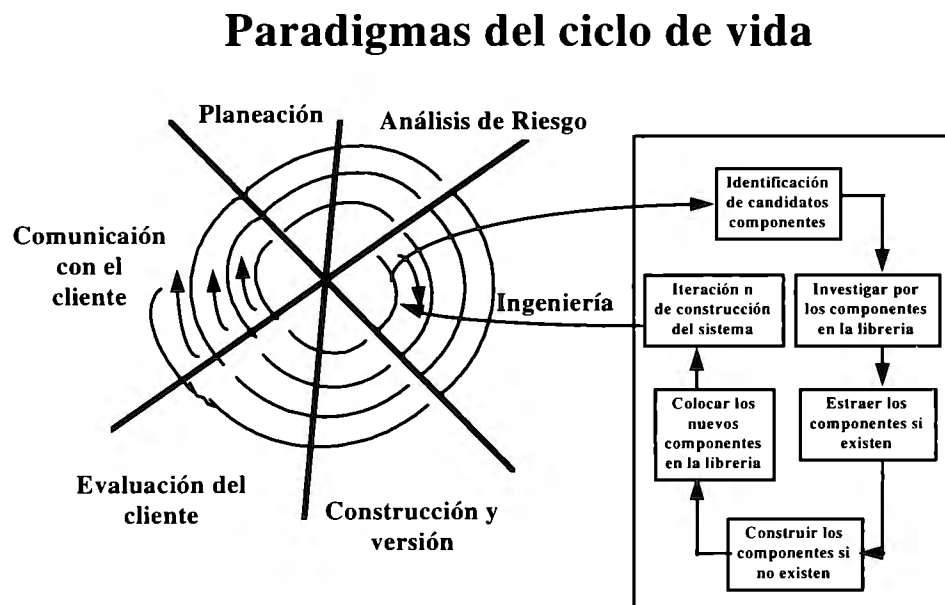 Paradigmas del ciclo de vida
Planeación
Análisis de Riesgo
Comunicaión
con el
cliente
Ingeniería
Evaluación del
cliente
Construcción y
versión
Identificación
de candidatos
componentes
Iteración n
de construcción
del sistema
Investigar por
los componentes
en la libreria
Colocar los
nuevos
componentes
en la libreria
Estraer los
componentes si
existen
Construir los
componentes si
no existen